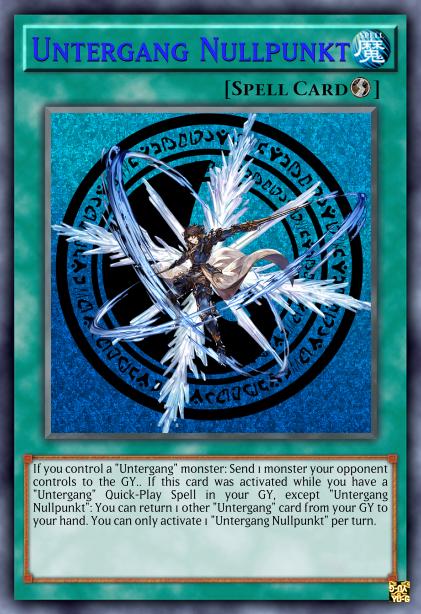 UNTERGANG NULLPUNKT
SPELL
魔
[SPELL CARD]
If you control a "Untergang" monster: Send 1 monster your opponent
controls to the GY.. If this card was activated while you have a
"Untergang" Quick-Play Spell in your GY, except "Untergang
Nullpunkt": You can return 1 other "Untergang" card from your GY to
your hand. You can only activate 1 "Untergang Nullpunkt" per turn.